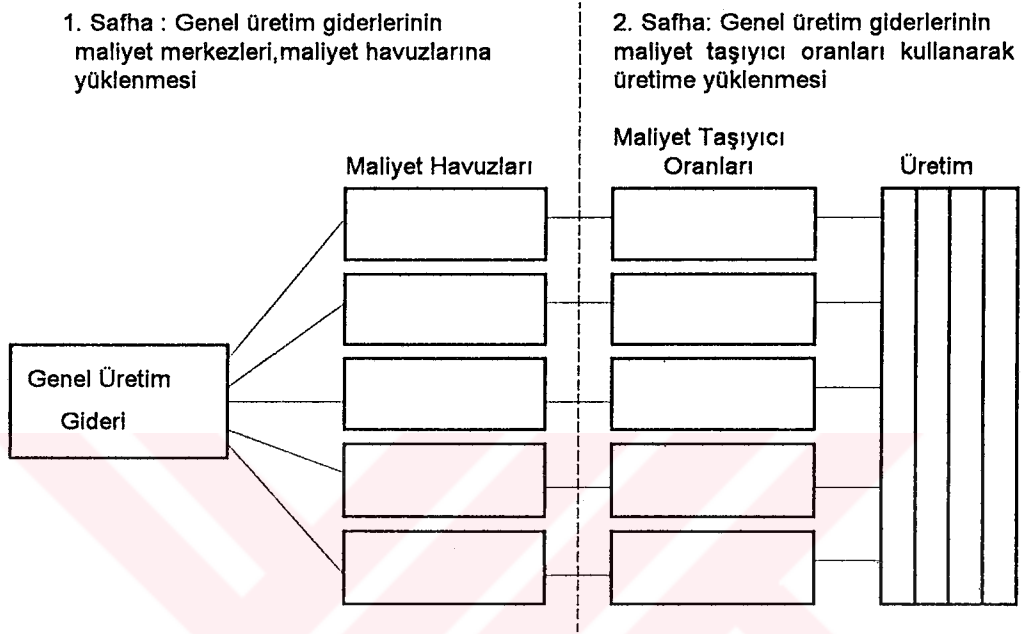 1. Safha : Genel üretim giderlerinin
maliyet merkezleri,maliyet havuzlarına
yüklenmesi
2. Safha: Genel üretim giderlerinin
maliyet taşıyıcı oranları kullanarak
üretime yüklenmesi
Maliyet Havuzları
Maliyet Taşıyıcı
Oranları
Üretim
Genel Üretim
Gideri